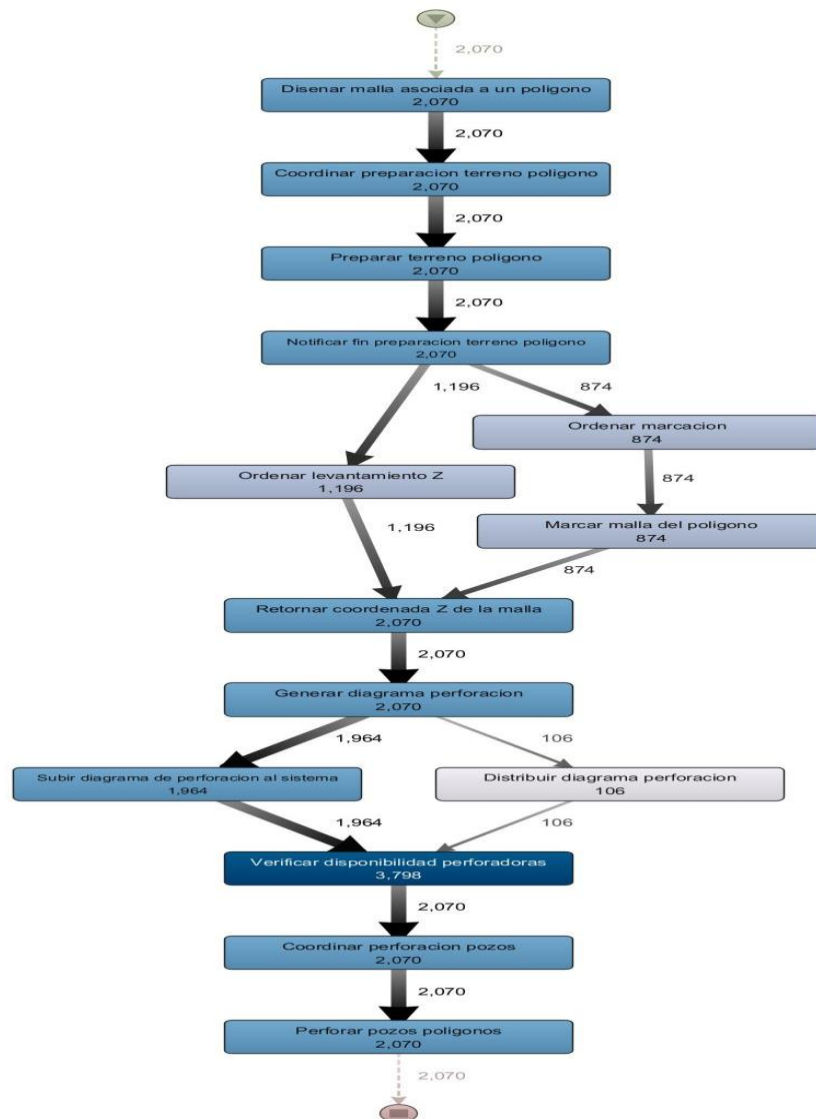 2,070
Disenar malla asociada a un poligono
2,070
2,070
Coordinar preparacion terreno poligono
2,070
2,070
Preparar terreno poligono
2,070
2,070
Notificar fin preparacion terreno poligono
2,070
1,196
874
Ordenar marcacion
874
Ordenar levantamiento Z
1,196
874
1,196
Marcar malla del poligono
874
874
Retornar coordenada Z de la malla
2,070
2,070
Generar diagrama perforacion
2,070
1,964
106
Subir diagrama de perforacion al sistema
1,964
Distribuir diagrama perforacion
106
1,964
106
Verificar disponibilidad perforadoras
3,798
2,070
Coordinar perforacion pozos
2,070
2,070
Perforar pozos poligonos
2,070
2,070